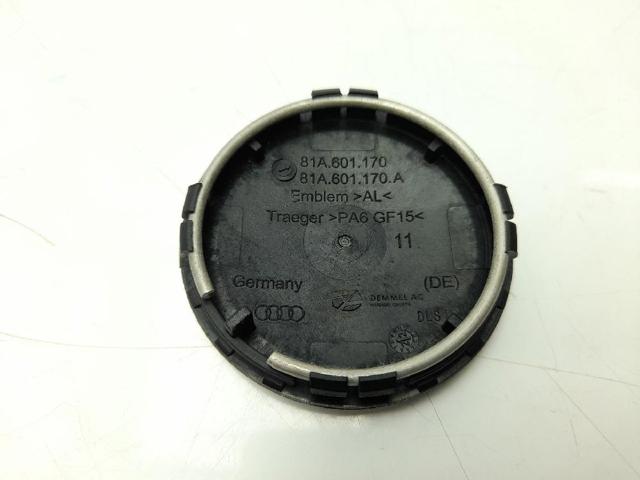 81A.601.170
81A.601.170.A
Emblem >AL<
Traeger >PA6 GF15<
11
Germany (DE)
DEMMEL AG
DLS